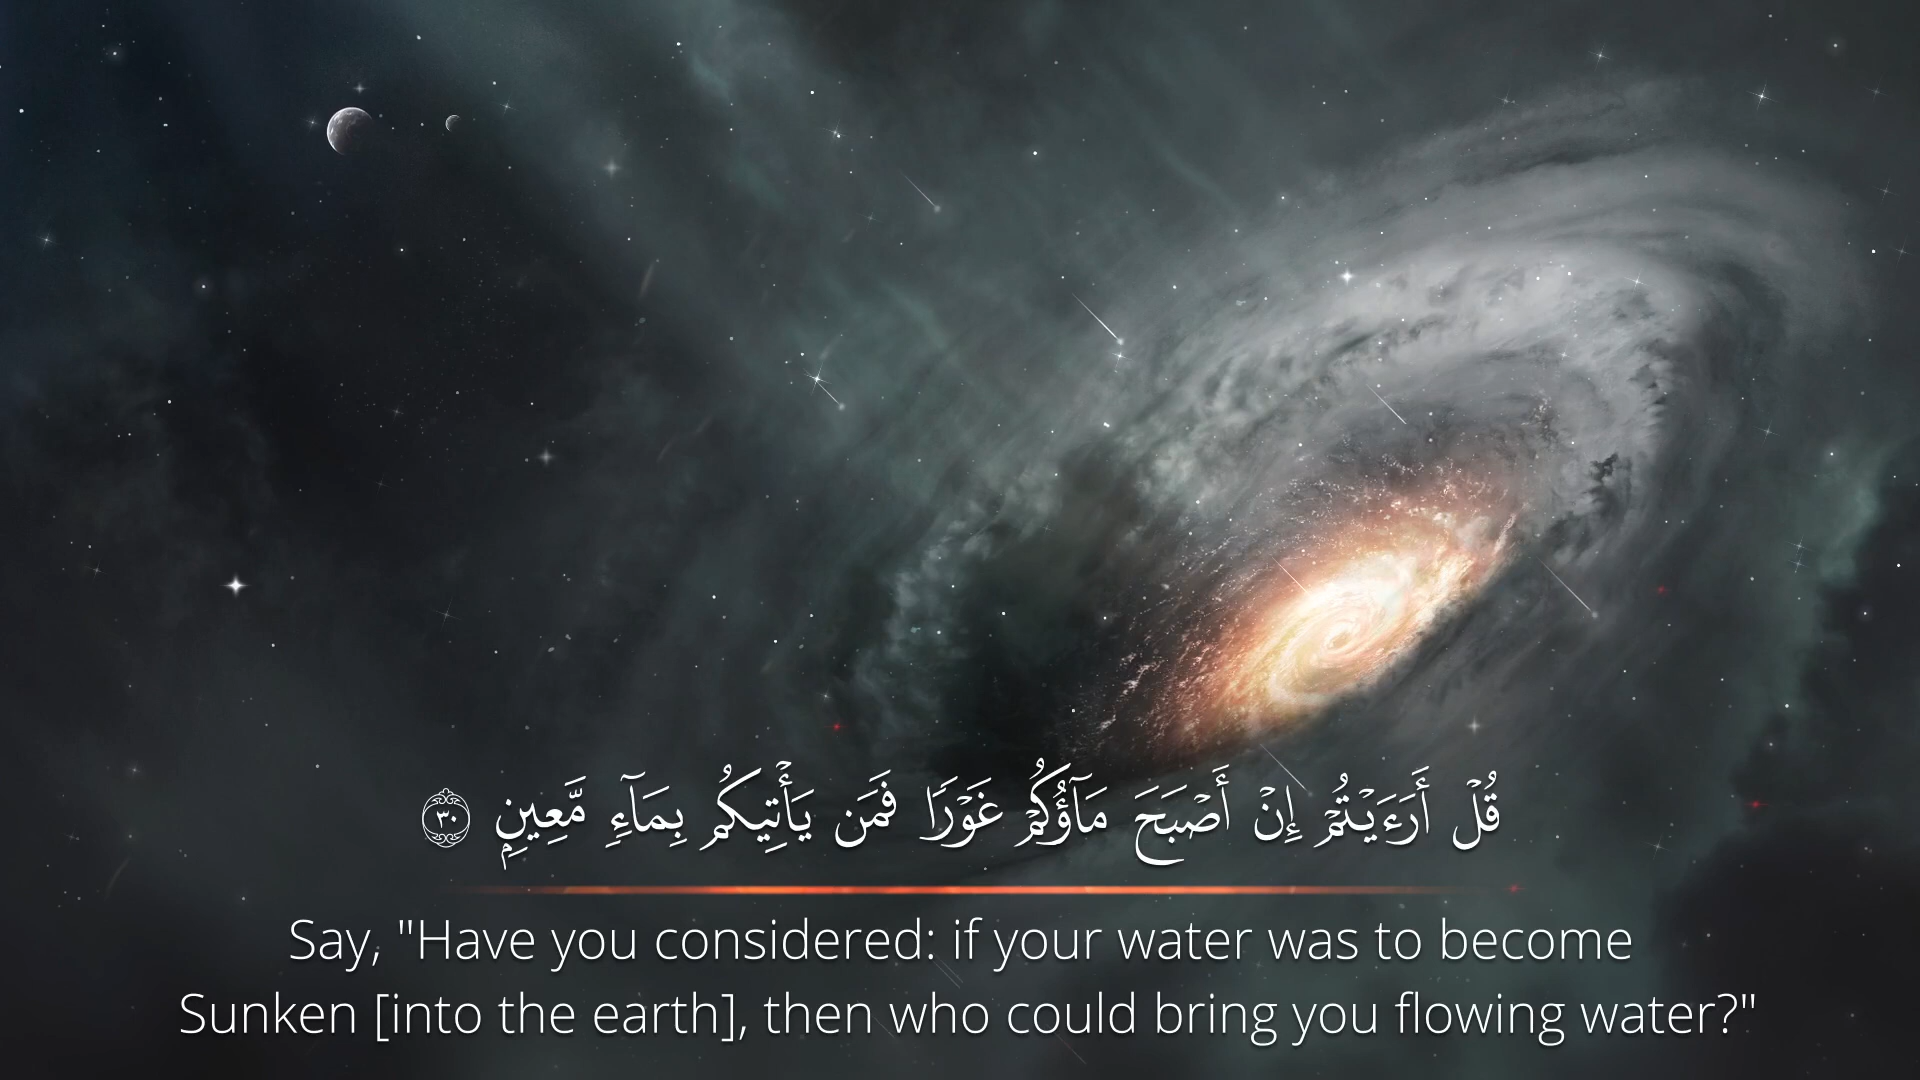 قُلْ أَرَءَيْتُمْ إِنْ أَصْبَحَ مَآؤُكُمْ غَوْرًا فَمَن يَأْتِيكُم بِمَآءٍ مَّعِينٍۭ ٣٠
Say, "Have you considered: if your water was to become
Sunken [into the earth], then who could bring you flowing water?"